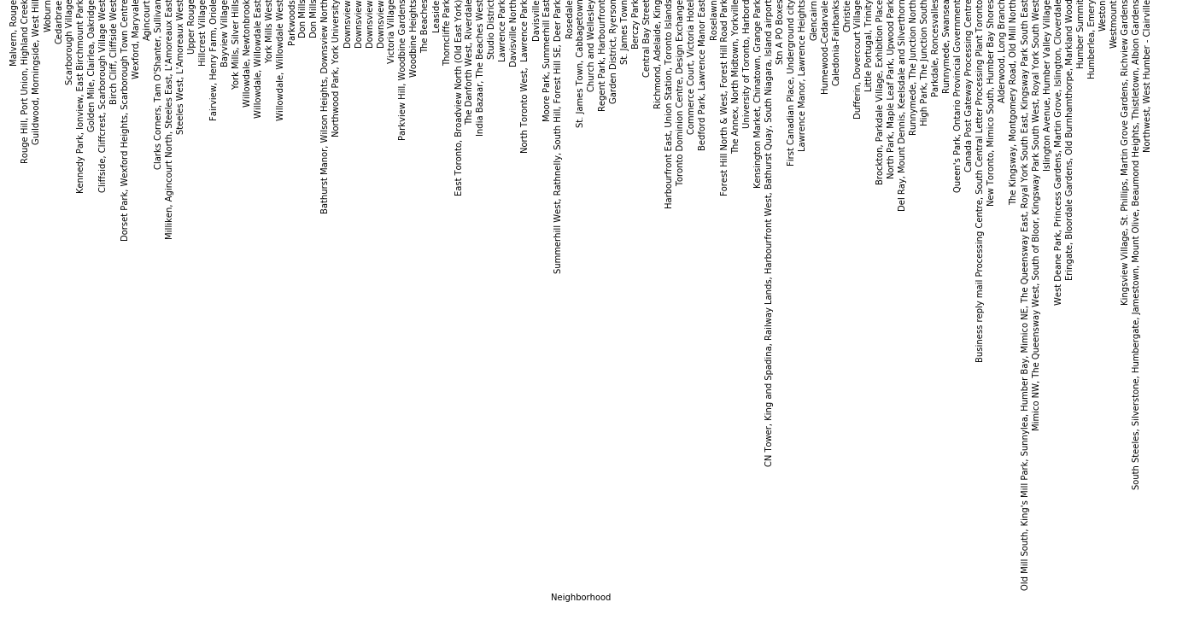 Malvern, Rouge
Rouge Hill, Port Union, Highland Creek
Guildwood, Morningside, West Hill
Woburn
Cedarbrae
Scarborough Village
Kennedy Park, Ionview, East Birchmount Park
Golden Mile, Clairlea, Oakridge
Cliffside, Cliffcrest, Scarborough Village West
Birch Cliff, Cliffside West
Dorset Park, Wexford Heights, Scarborough Town Centre
Wexford, Maryvale
Agincourt
Clarks Corners, Tam O'Shanter, Sullivan
Milliken, Agincourt North, Steeles East, L'Amoreaux East
Steeles West, L'Amoreaux West
Upper Rouge
Hillcrest Village
Fairview, Henry Farm, Oriole
Bayview Village
York Mills, Silver Hills
Willowdale, Newtonbrook
Willowdale, Willowdale East
York Mills West
Willowdale, Willowdale West
Parkwoods
Don Mills
Don Mills
Bathurst Manor, Wilson Heights, Downsview North
Northwood Park, York University
Downsview
Downsview
Downsview
Downsview
Victoria Village
Parkview Hill, Woodbine Gardens
Woodbine Heights
The Beaches
Leaside
Thorncliffe Park
East Toronto, Broadview North (Old East York)
The Danforth West, Riverdale
India Bazaar, The Beaches West
Studio District
Lawrence Park
Davisville North
North Toronto West,  Lawrence Park
Davisville
Moore Park, Summerhill East
Summerhill West, Rathnelly, South Hill, Forest Hill SE, Deer Park
Rosedale
St. James Town, Cabbagetown
Church and Wellesley
Regent Park, Harbourfront
Garden District, Ryerson
St. James Town
Berczy Park
Central Bay Street
Richmond, Adelaide, King
Harbourfront East, Union Station, Toronto Islands
Toronto Dominion Centre, Design Exchange
Commerce Court, Victoria Hotel
Bedford Park, Lawrence Manor East
Roselawn
Forest Hill North & West, Forest Hill Road Park
The Annex, North Midtown, Yorkville
University of Toronto, Harbord
Kensington Market, Chinatown, Grange Park
CN Tower, King and Spadina, Railway Lands, Harbourfront West, Bathurst Quay, South Niagara, Island airport
Stn A PO Boxes
First Canadian Place, Underground city
Lawrence Manor, Lawrence Heights
Glencairn
Humewood-Cedarvale
Caledonia-Fairbanks
Christie
Dufferin, Dovercourt Village
Little Portugal, Trinity
Brockton, Parkdale Village, Exhibition Place
North Park, Maple Leaf Park, Upwood Park
Del Ray, Mount Dennis, Keelsdale and Silverthorn
Runnymede, The Junction North
High Park, The Junction South
Parkdale, Roncesvalles
Runnymede, Swansea
Queen's Park, Ontario Provincial Government
Canada Post Gateway Processing Centre
Business reply mail Processing Centre, South Central Letter Processing Plant Toronto
New Toronto, Mimico South, Humber Bay Shores
Alderwood, Long Branch
The Kingsway, Montgomery Road, Old Mill North
Old Mill South, King's Mill Park, Sunnylea, Humber Bay, Mimico NE, The Queensway East, Royal York South East, Kingsway Park South East
Mimico NW, The Queensway West, South of Bloor, Kingsway Park South West, Royal York South West
Islington Avenue, Humber Valley Village
West Deane Park, Princess Gardens, Martin Grove, Islington, Cloverdale
Eringate, Bloordale Gardens, Old Burnhamthorpe, Markland Wood
Humber Summit
Humberlea, Emery
Weston
Westmount
Kingsview Village, St. Phillips, Martin Grove Gardens, Richview Gardens
South Steeles, Silverstone, Humbergate, Jamestown, Mount Olive, Beaumond Heights, Thistletown, Albion Gardens
Northwest, West Humber - Clairville
Neighborhood